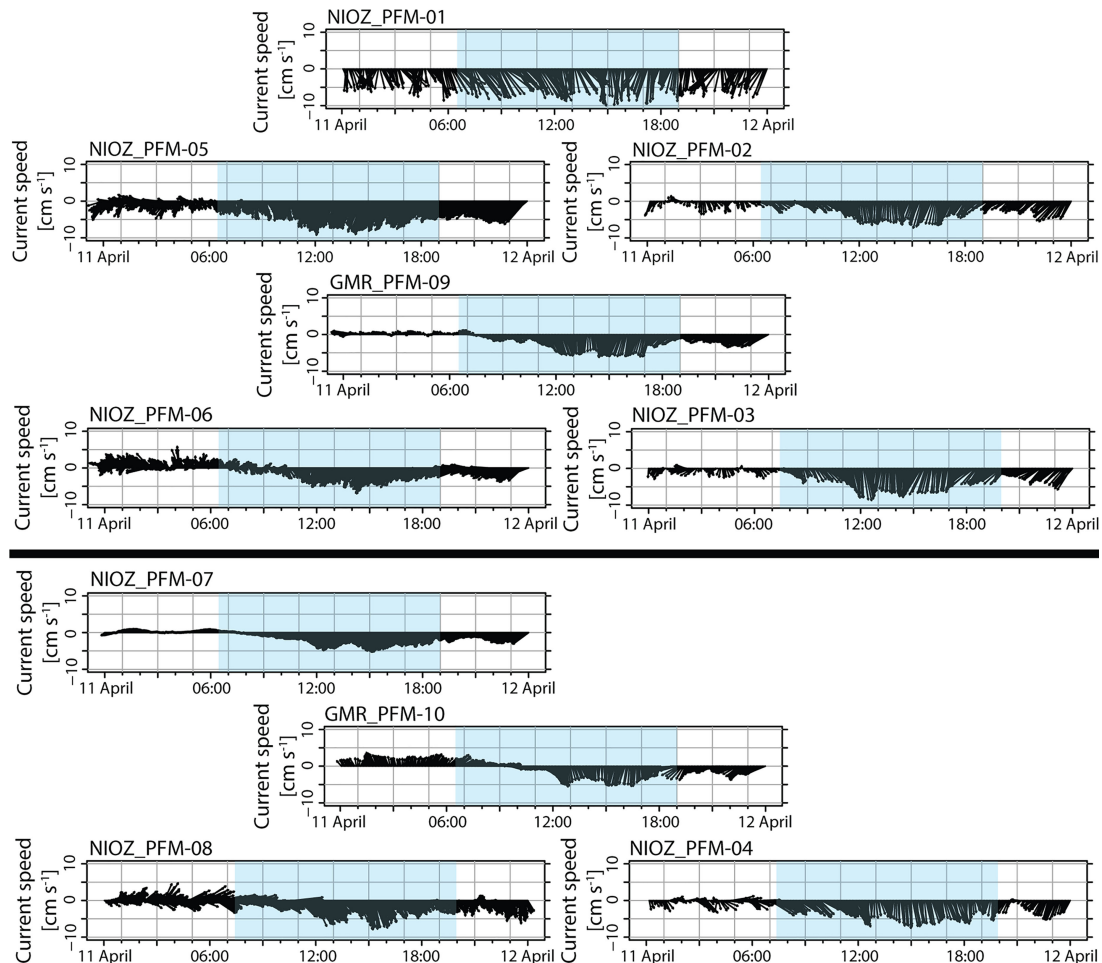 NIOZ_PFM-01
Current speed
[cm s⁻¹]
10
0
−10
11 April 06:00 12:00 18:00 12 April
NIOZ_PFM-05
Current speed
[cm s⁻¹]
10
0
−10
11 April 06:00 12:00 18:00 12 April
NIOZ_PFM-02
Current speed
[cm s⁻¹]
10
0
−10
11 April 06:00 12:00 18:00 12 April
GMR_PFM-09
Current speed
[cm s⁻¹]
10
0
−10
11 April 06:00 12:00 18:00 12 April
NIOZ_PFM-06
Current speed
[cm s⁻¹]
10
0
−10
11 April 06:00 12:00 18:00 12 April
NIOZ_PFM-03
Current speed
[cm s⁻¹]
10
0
−10
11 April 06:00 12:00 18:00 12 April
NIOZ_PFM-07
Current speed
[cm s⁻¹]
10
0
−10
11 April 06:00 12:00 18:00 12 April
GMR_PFM-10
Current speed
[cm s⁻¹]
10
0
−10
11 April 06:00 12:00 18:00 12 April
NIOZ_PFM-08
Current speed
[cm s⁻¹]
10
0
−10
11 April 06:00 12:00 18:00 12 April
NIOZ_PFM-04
Current speed
[cm s⁻¹]
10
0
−10
11 April 06:00 12:00 18:00 12 April